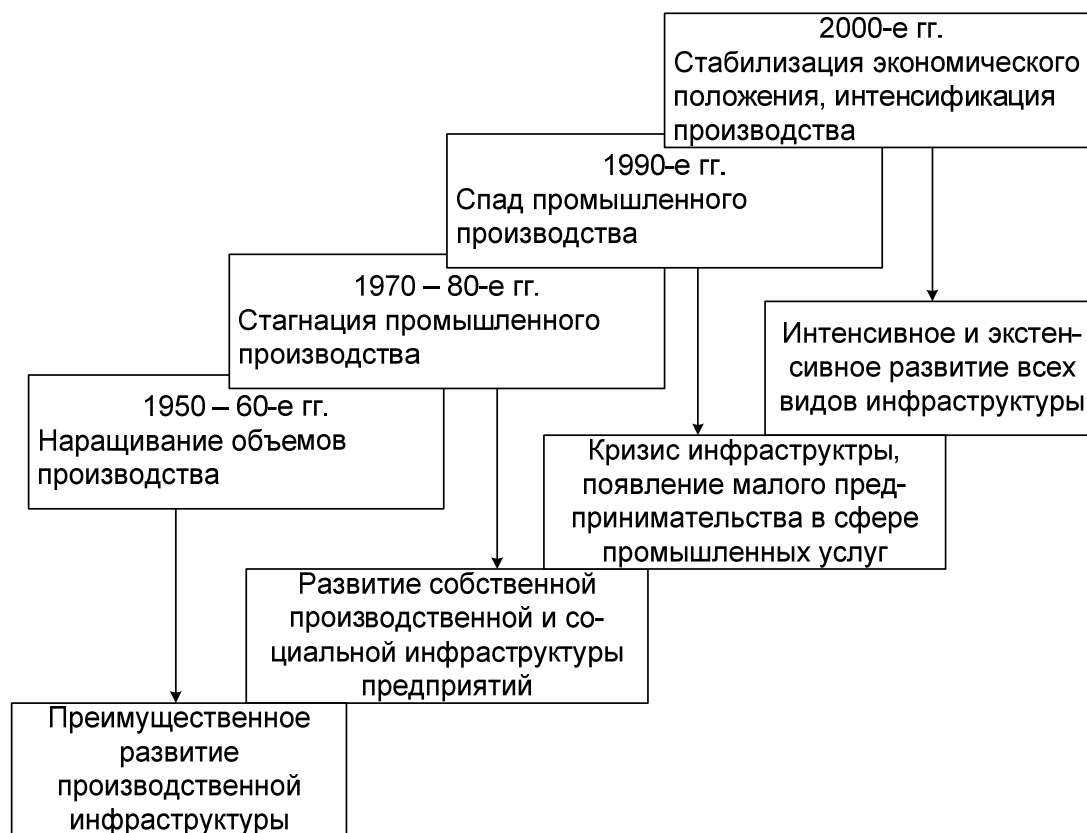 2000-е гг.
Стабилизация экономического
положения, интенсификация
производства
1990-е гг.
Спад промышленного
производства
1970 – 80-е гг.
Стагнация промышленного
производства
1950 – 60-е гг.
Наращивание объемов
производства
Интенсивное и экстен-
сивное развитие всех
видов инфраструктуры
Кризис инфраструктры,
появление малого пред-
принимательства в сфере
промышленных услуг
Развитие собственной
производственной и со-
циальной инфраструктуры
предприятий
Преимущественное
развитие
производственной
инфраструктуры